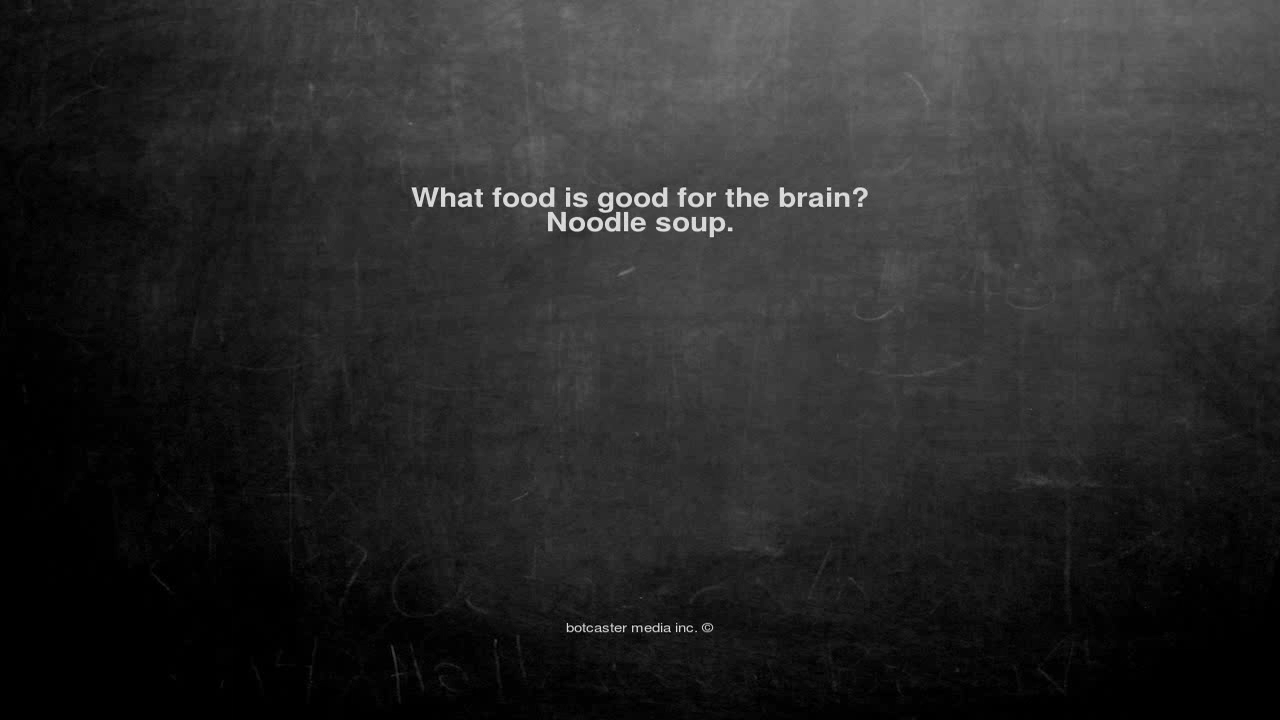 What food is good for the brain?
Noodle soup.
botcaster media inc. ©